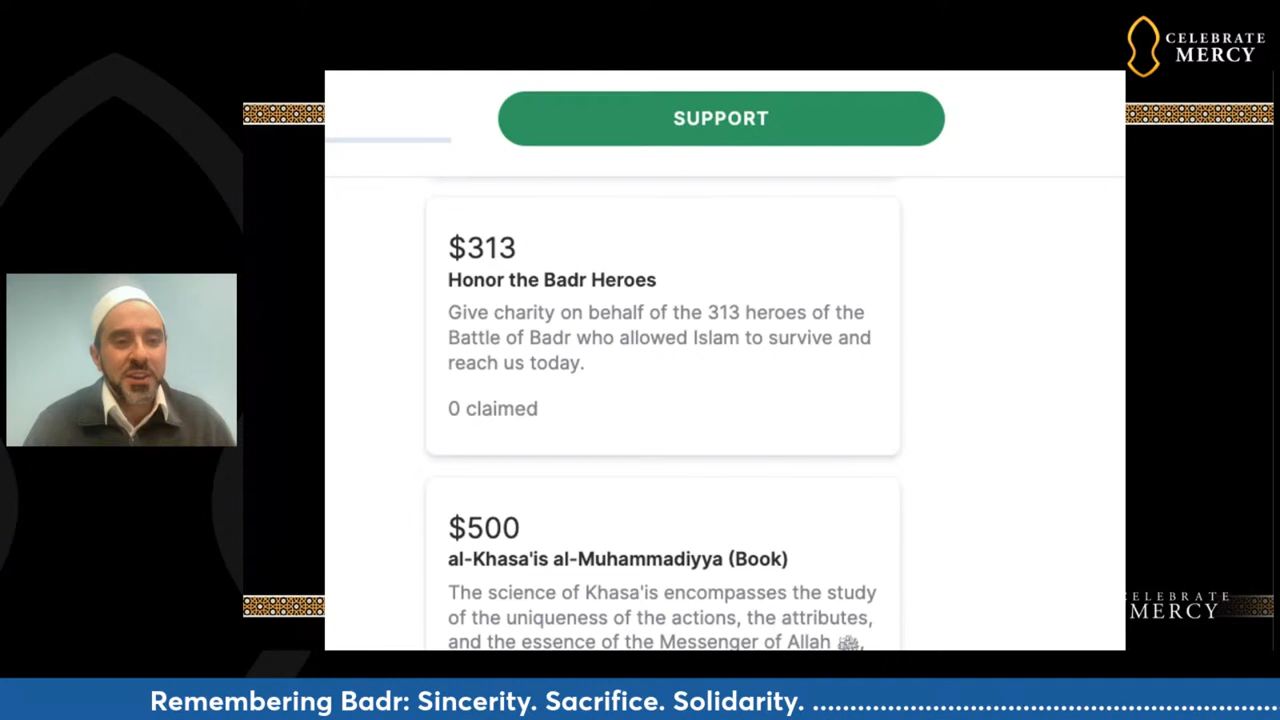 CELEBRATE
MERCY
SUPPORT
$313
Honor the Badr Heroes
Give charity on behalf of the 313 heroes of the
Battle of Badr who allowed Islam to survive and
reach us today.
0 claimed
$500
al-Khasa'is al-Muhammadiyya (Book)
The science of Khasa'is encompasses the study
of the uniqueness of the actions, the attributes,
and the essence of the Messenger of Allah ﷺ,
CELEBRATE
MERCY
Remembering Badr: Sincerity. Sacrifice. Solidarity. ................................................